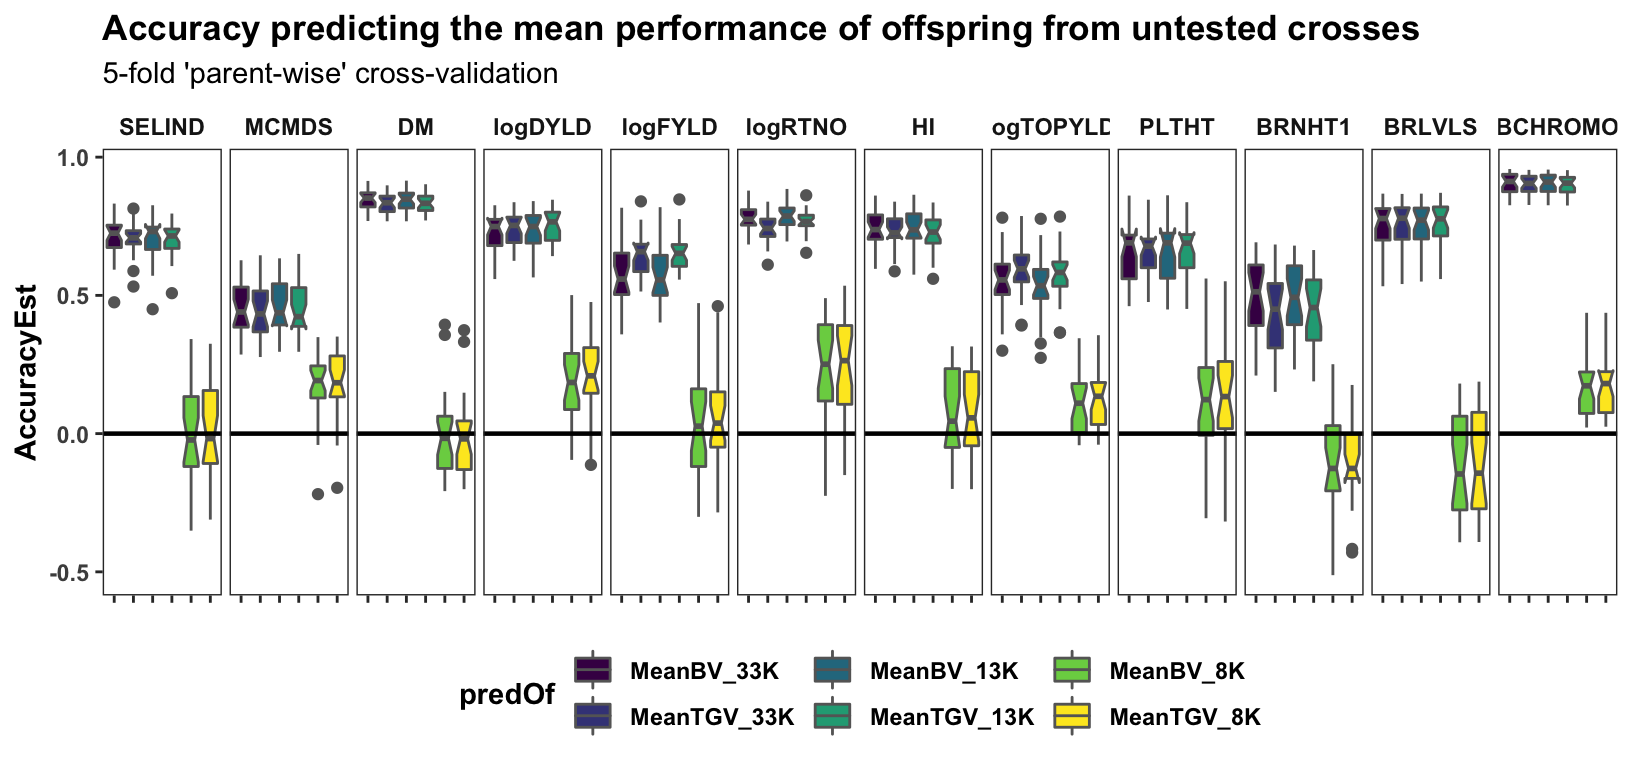 Accuracy predicting the mean performance of offspring from untested crosses
5-fold 'parent-wise' cross-validation
SELIND MCMDS DM logDYLD logFYLD logRTNO HI ogTOPYLD PLTHT BRNHT1 BRLVLS BCHROMO
1.0
0.5
0.0
-0.5
AccuracyEst
predOf
MeanBV_33K MeanBV_13K MeanBV_8K
MeanTGV_33K MeanTGV_13K MeanTGV_8K